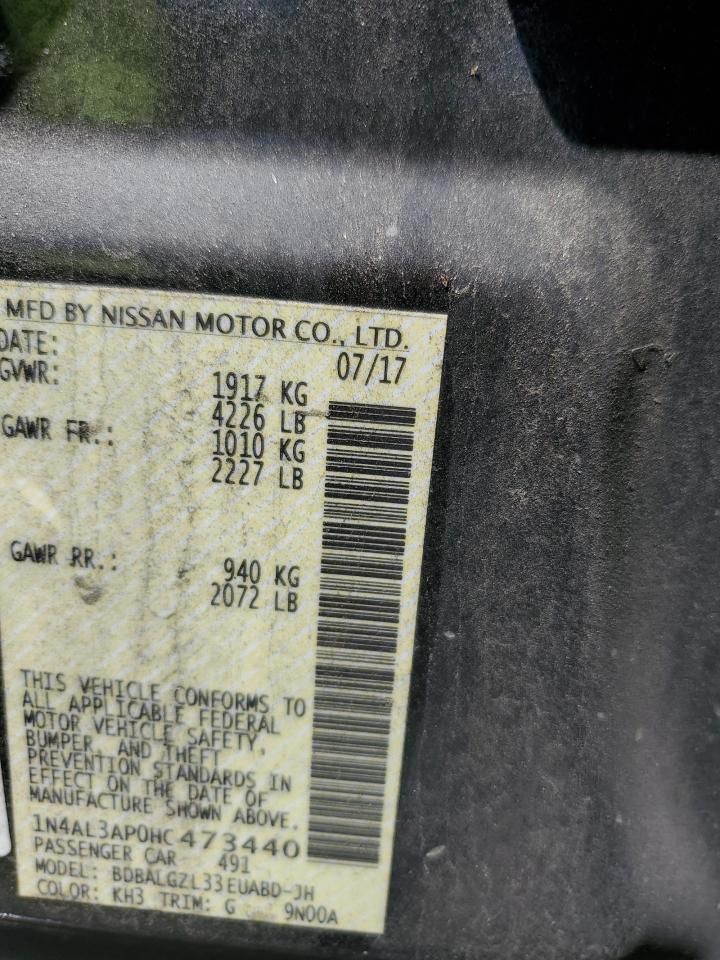 MFD BY NISSAN MOTOR CO., LTD.
DATE: 07/17
GVWR: 1917 KG
4226 LB
GAWR FR.: 1010 KG
2227 LB
GAWR RR.: 940 KG
2072 LB
THIS VEHICLE CONFORMS TO
ALL APPLICABLE FEDERAL
MOTOR VEHICLE SAFETY,
BUMPER, AND THEFT
PREVENTION STANDARDS IN
EFFECT ON THE DATE OF
MANUFACTURE SHOWN ABOVE.
1N4AL3AP0HC473440
PASSENGER CAR 491
MODEL: BDBALGZL33EUABD-JH
COLOR: KH3 TRIM: G 9N00A